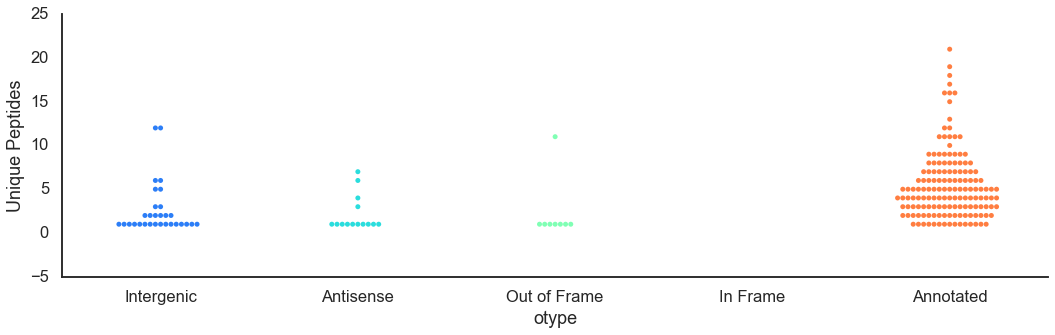 25
20
15
10
5
0
−5
Unique Peptides
Intergenic Antisense Out of Frame In Frame Annotated
otype